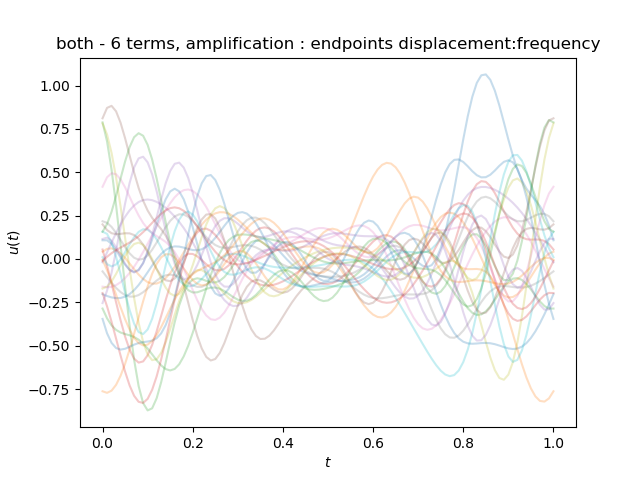 both - 6 terms, amplification : endpoints displacement:frequency
1.00
0.75
0.50
0.25
0.00
−0.25
−0.50
−0.75
u(t)
0.0 0.2 0.4 0.6 0.8 1.0
t